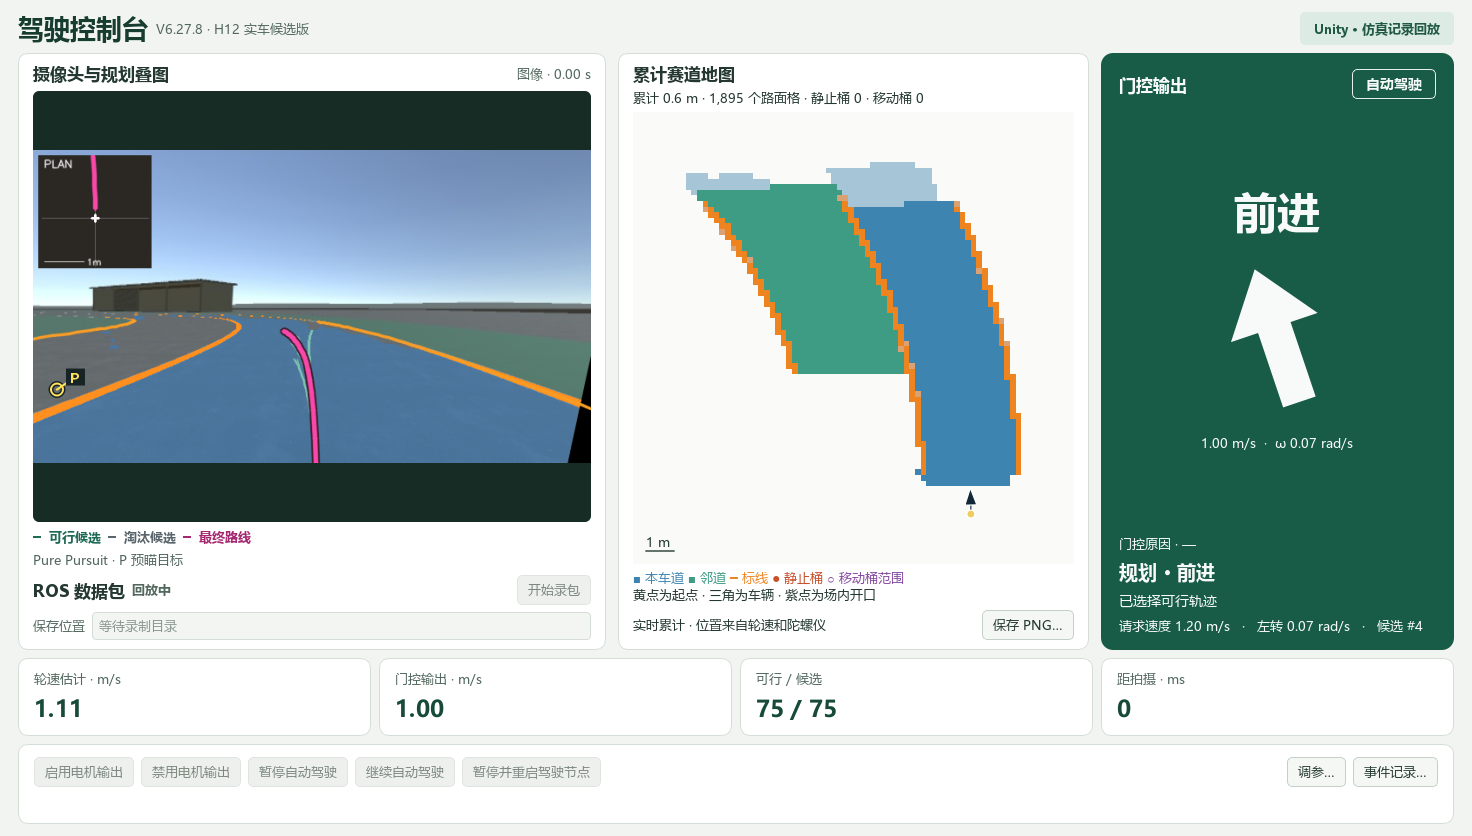 驾驶控制台 V6.27.8 · H12 实车候选版
Unity • 仿真记录回放
摄像头与规划叠图
图像 · 0.00 s
PLAN
1m
P
可行候选 淘汰候选 最终路线
Pure Pursuit · P 预瞄目标
ROS 数据包 回放中
开始录包
保存位置
等待录制目录
累计赛道地图
累计 0.6 m · 1,895 个路面格 · 静止桶 0 · 移动桶 0
1 m
本车道 邻道 标线 静止桶 移动桶范围
黄点为起点 · 三角为车辆 · 紫点为场内开口
实时累计 · 位置来自轮速和陀螺仪
保存 PNG...
门控输出
自动驾驶
前进
1.00 m/s · ω 0.07 rad/s
门控原因 · —
规划 · 前进
已选择可行轨迹
请求速度 1.20 m/s · 左转 0.07 rad/s · 候选 #4
轮速估计 · m/s
1.11
门控输出 · m/s
1.00
可行 / 候选
75 / 75
距拍摄 · ms
0
启用电机输出
禁用电机输出
暂停自动驾驶
继续自动驾驶
暂停并重启驾驶节点
调参...
事件记录...